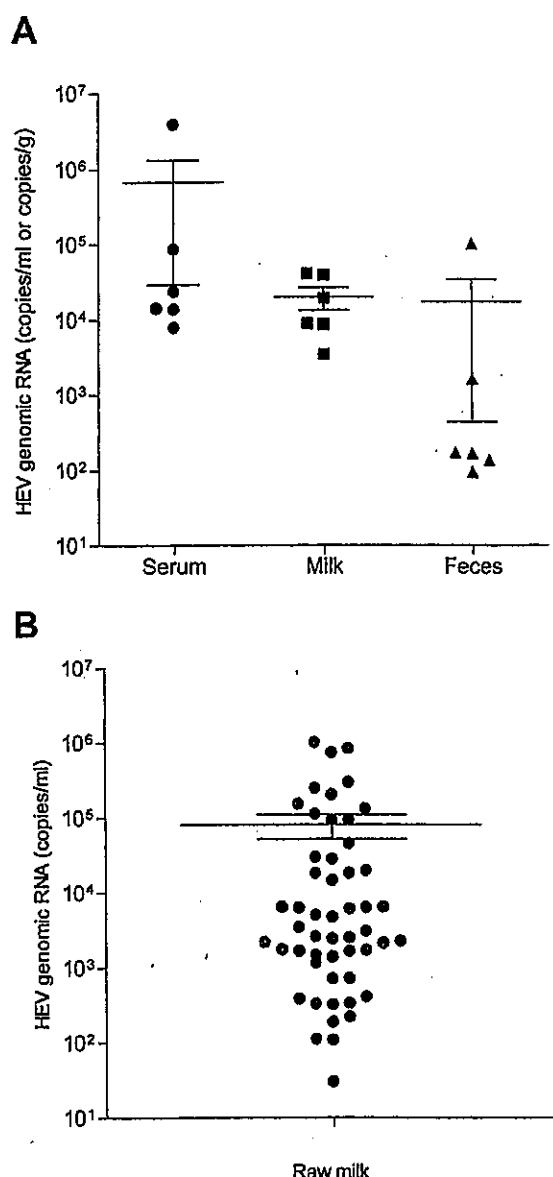 A
HEV genomic RNA (copies/ml or copies/g)
10⁷
10⁶
10⁵
10⁴
10³
10²
10¹
Serum Milk Feces
B
HEV genomic RNA (copies/ml)
10⁷
10⁶
10⁵
10⁴
10³
10²
10¹
Raw milk